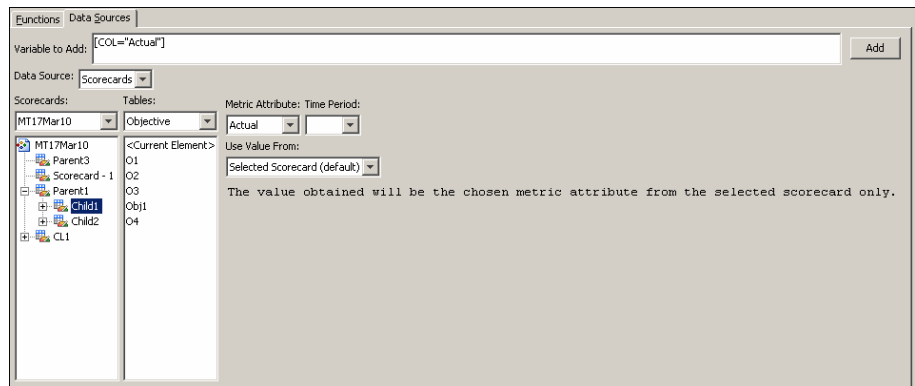 Functions Data Sources
Variable to Add: [COL="Actual"] Add
Data Source: Scorecards
Scorecards: Tables: Metric Attribute: Time Period:
MT17Mar10 Objective Actual
MT17Mar10 <Current Element> Use Value From:
Parent3 O1
Scorecard - 1 O2 Selected Scorecard (default)
Parent1 O3 The value obtained will be the chosen metric attribute from the selected scorecard only.
Child1 Obj1
Child2 O4
CL1